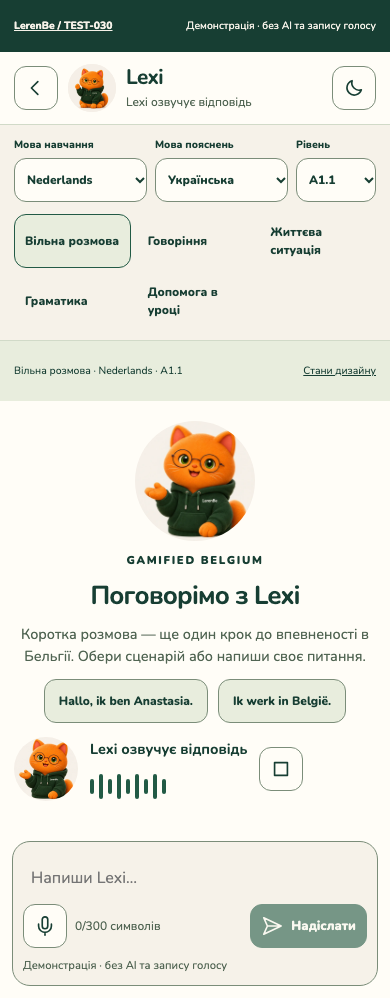 LerenBe / TEST-030
Демонстрація · без AI та запису голосу
Lexi
Lexi озвучує відповідь
Мова навчання
Мова пояснень
Рівень
Nederlands
Українська
A1.1
Вільна розмова
Говоріння
Життєва
ситуація
Граматика
Допомога в
уроці
Вільна розмова · Nederlands · A1.1
Стани дизайну
LerenBe
GAMIFIED BELGIUM
Поговорімо з Lexi
Коротка розмова — ще один крок до впевненості в
Бельгії. Обери сценарій або напиши своє питання.
Hallo, ik ben Anastasia.
Ik werk in België.
Lexi озвучує відповідь
Напиши Lexi...
0/300 символів
Надіслати
Демонстрація · без AI та запису голосу